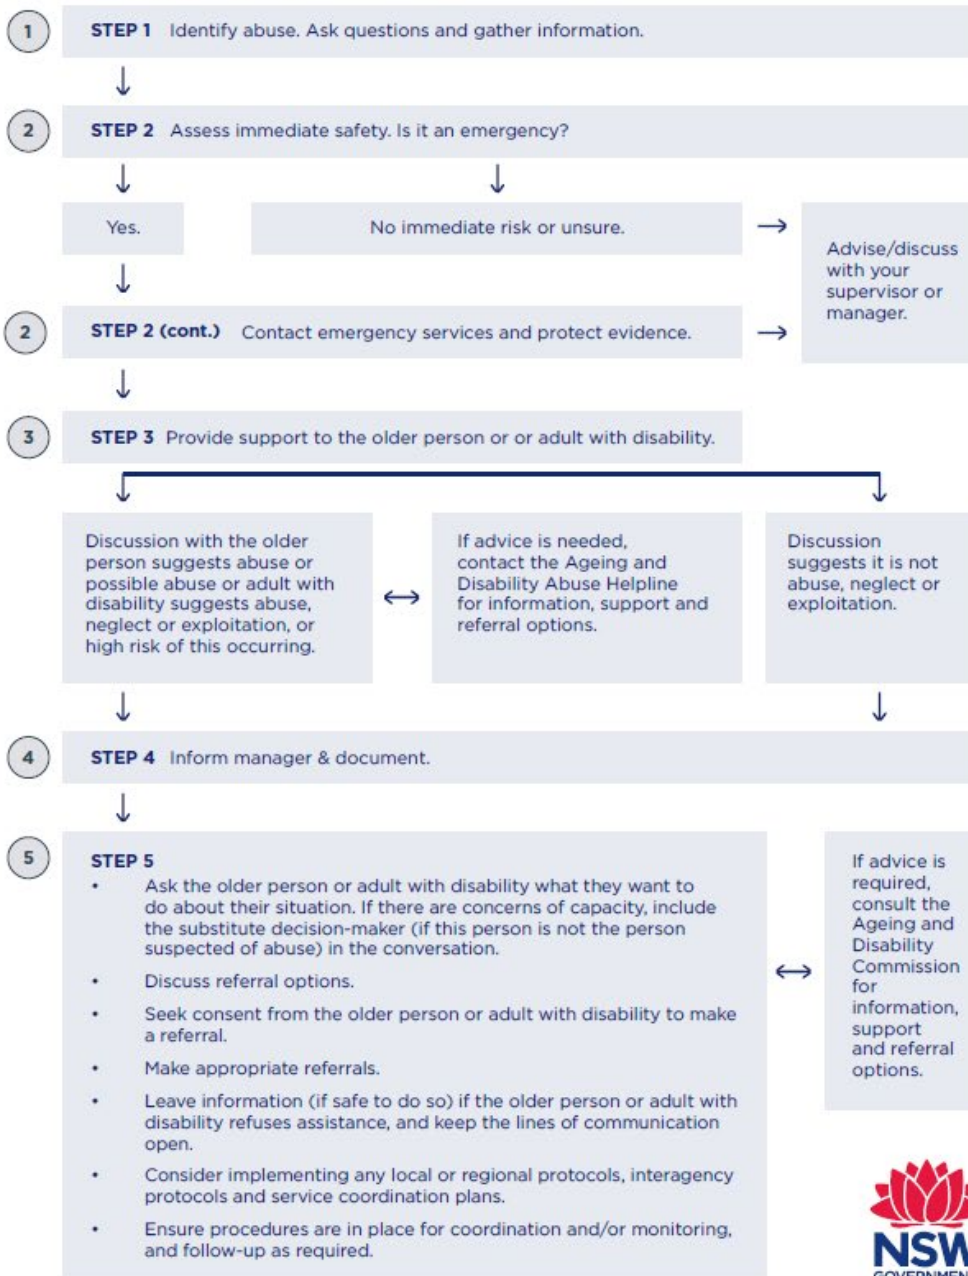 1
STEP 1 Identify abuse. Ask questions and gather information.
2
STEP 2 Assess immediate safety. Is it an emergency?
Yes.
No immediate risk or unsure.
Advise/discuss
with your
supervisor or
manager.
2
STEP 2 (cont.) Contact emergency services and protect evidence.
3
STEP 3 Provide support to the older person or or adult with disability.
Discussion with the older
person suggests abuse or
possible abuse or adult with
disability suggests abuse,
neglect or exploitation, or
high risk of this occurring.
If advice is needed,
contact the Ageing and
Disability Abuse Helpline
for information, support and
referral options.
Discussion
suggests it is not
abuse, neglect or
exploitation.
4
STEP 4 Inform manager & document.
5
STEP 5
• Ask the older person or adult with disability what they want to
do about their situation. If there are concerns of capacity, include
the substitute decision-maker (if this person is not the person
suspected of abuse) in the conversation.
• Discuss referral options.
• Seek consent from the older person or adult with disability to make
a referral.
• Make appropriate referrals.
• Leave information (if safe to do so) if the older person or adult with
disability refuses assistance, and keep the lines of communication
open.
• Consider implementing any local or regional protocols, interagency
protocols and service coordination plans.
• Ensure procedures are in place for coordination and/or monitoring,
and follow-up as required.
If advice is
required,
consult the
Ageing and
Disability
Commission
for
information,
support
and referral
options.
NSW